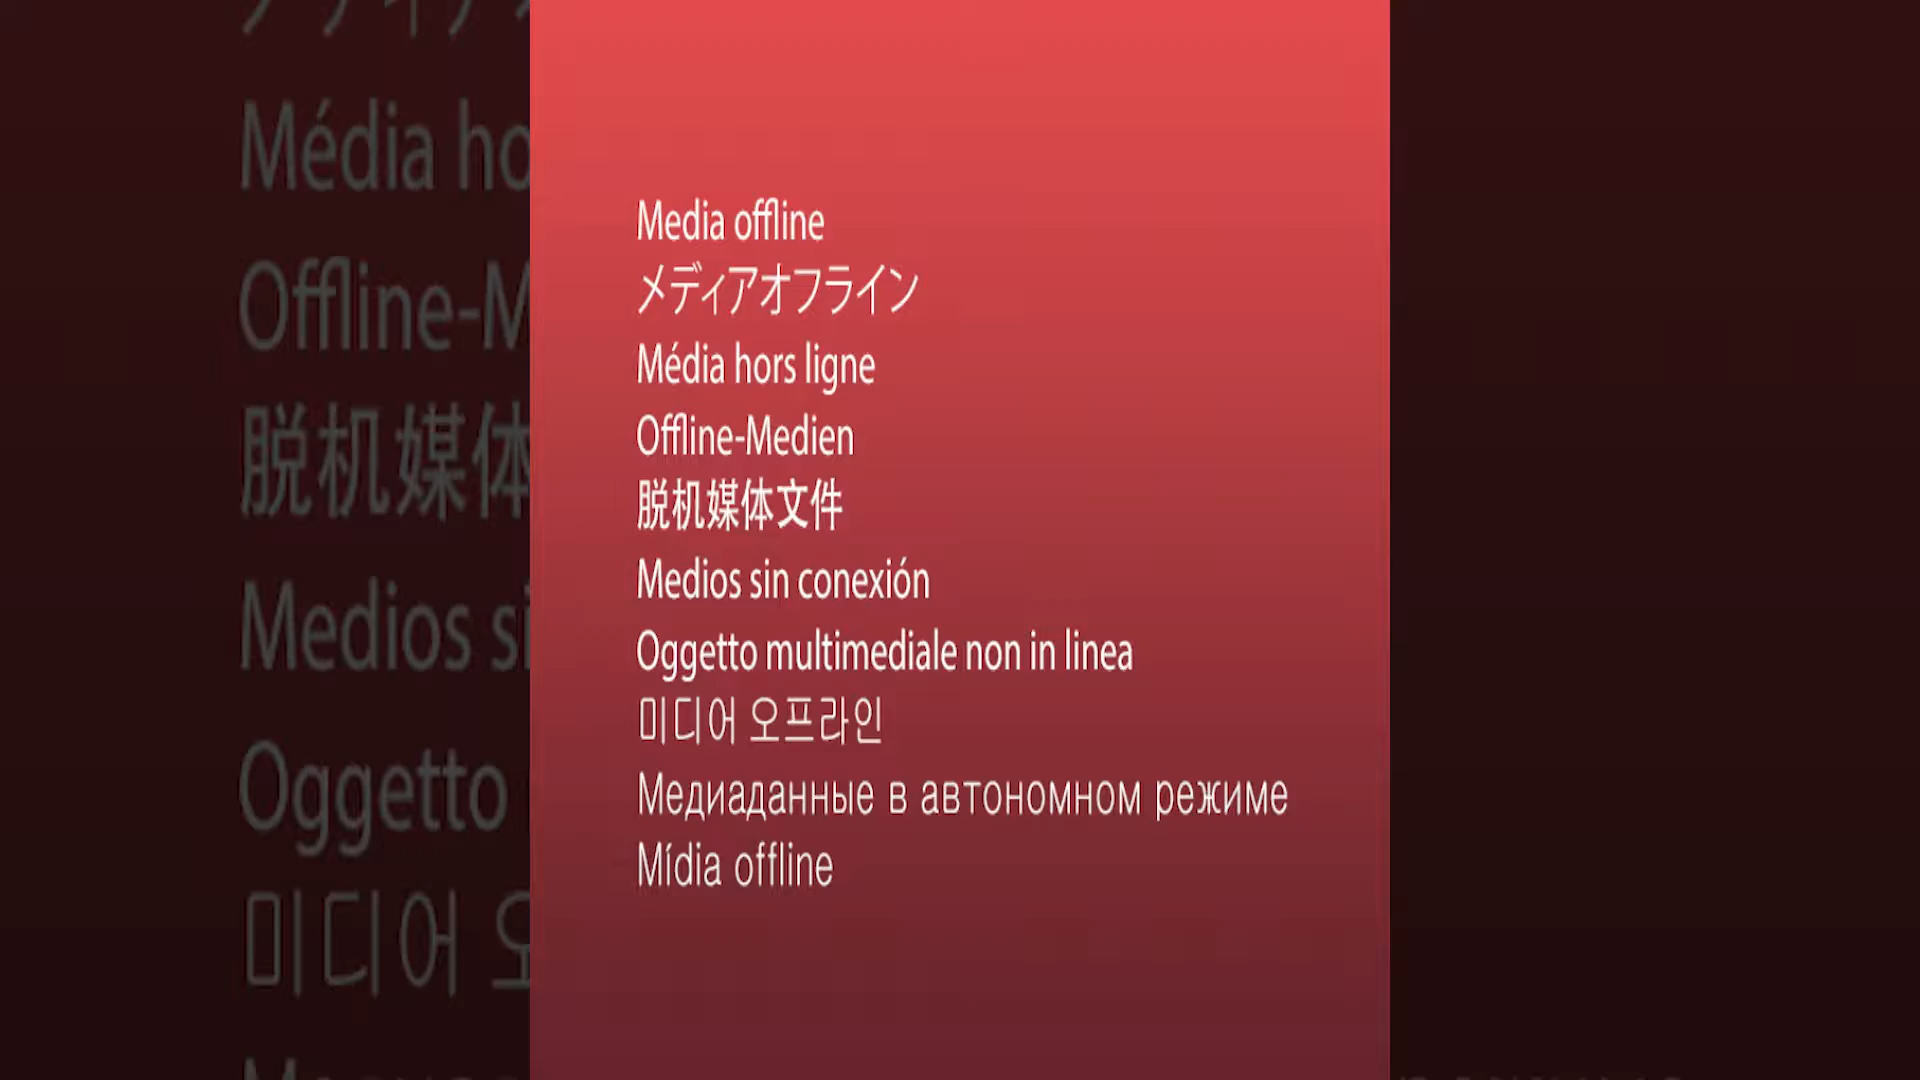 Media offline
メディアオフライン
Média hors ligne
Offline-Medien
脱机媒体文件
Medios sin conexión
Oggetto multimediale non in linea
미디어 오프라인
Медиаданные в автономном режиме
Mídia offline